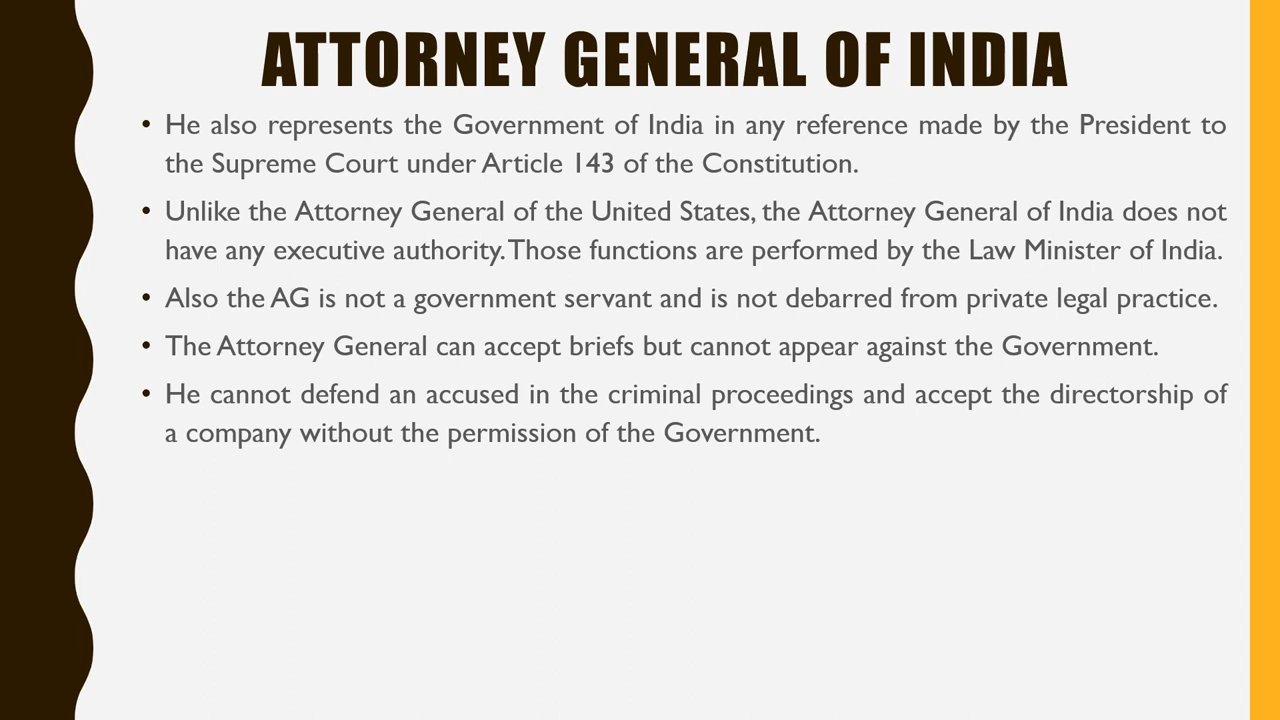 ATTORNEY GENERAL OF INDIA
• He also represents the Government of India in any reference made by the President to
the Supreme Court under Article 143 of the Constitution.
• Unlike the Attorney General of the United States, the Attorney General of India does not
have any executive authority. Those functions are performed by the Law Minister of India.
• Also the AG is not a government servant and is not debarred from private legal practice.
• The Attorney General can accept briefs but cannot appear against the Government.
• He cannot defend an accused in the criminal proceedings and accept the directorship of
a company without the permission of the Government.